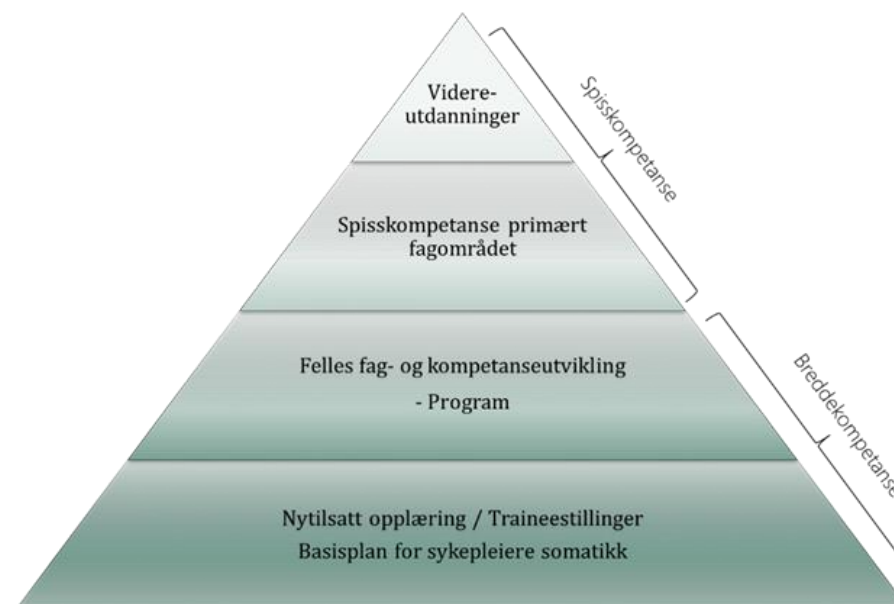 Videre-
utdanninger
Spisskompetanse primært
fagområdet
Felles fag- og kompetanseutvikling
- Program
Nytilsatt opplæring / Traineestillinger
Basisplan for sykepleiere somatikk
Spisskompetanse
Breddekompetanse